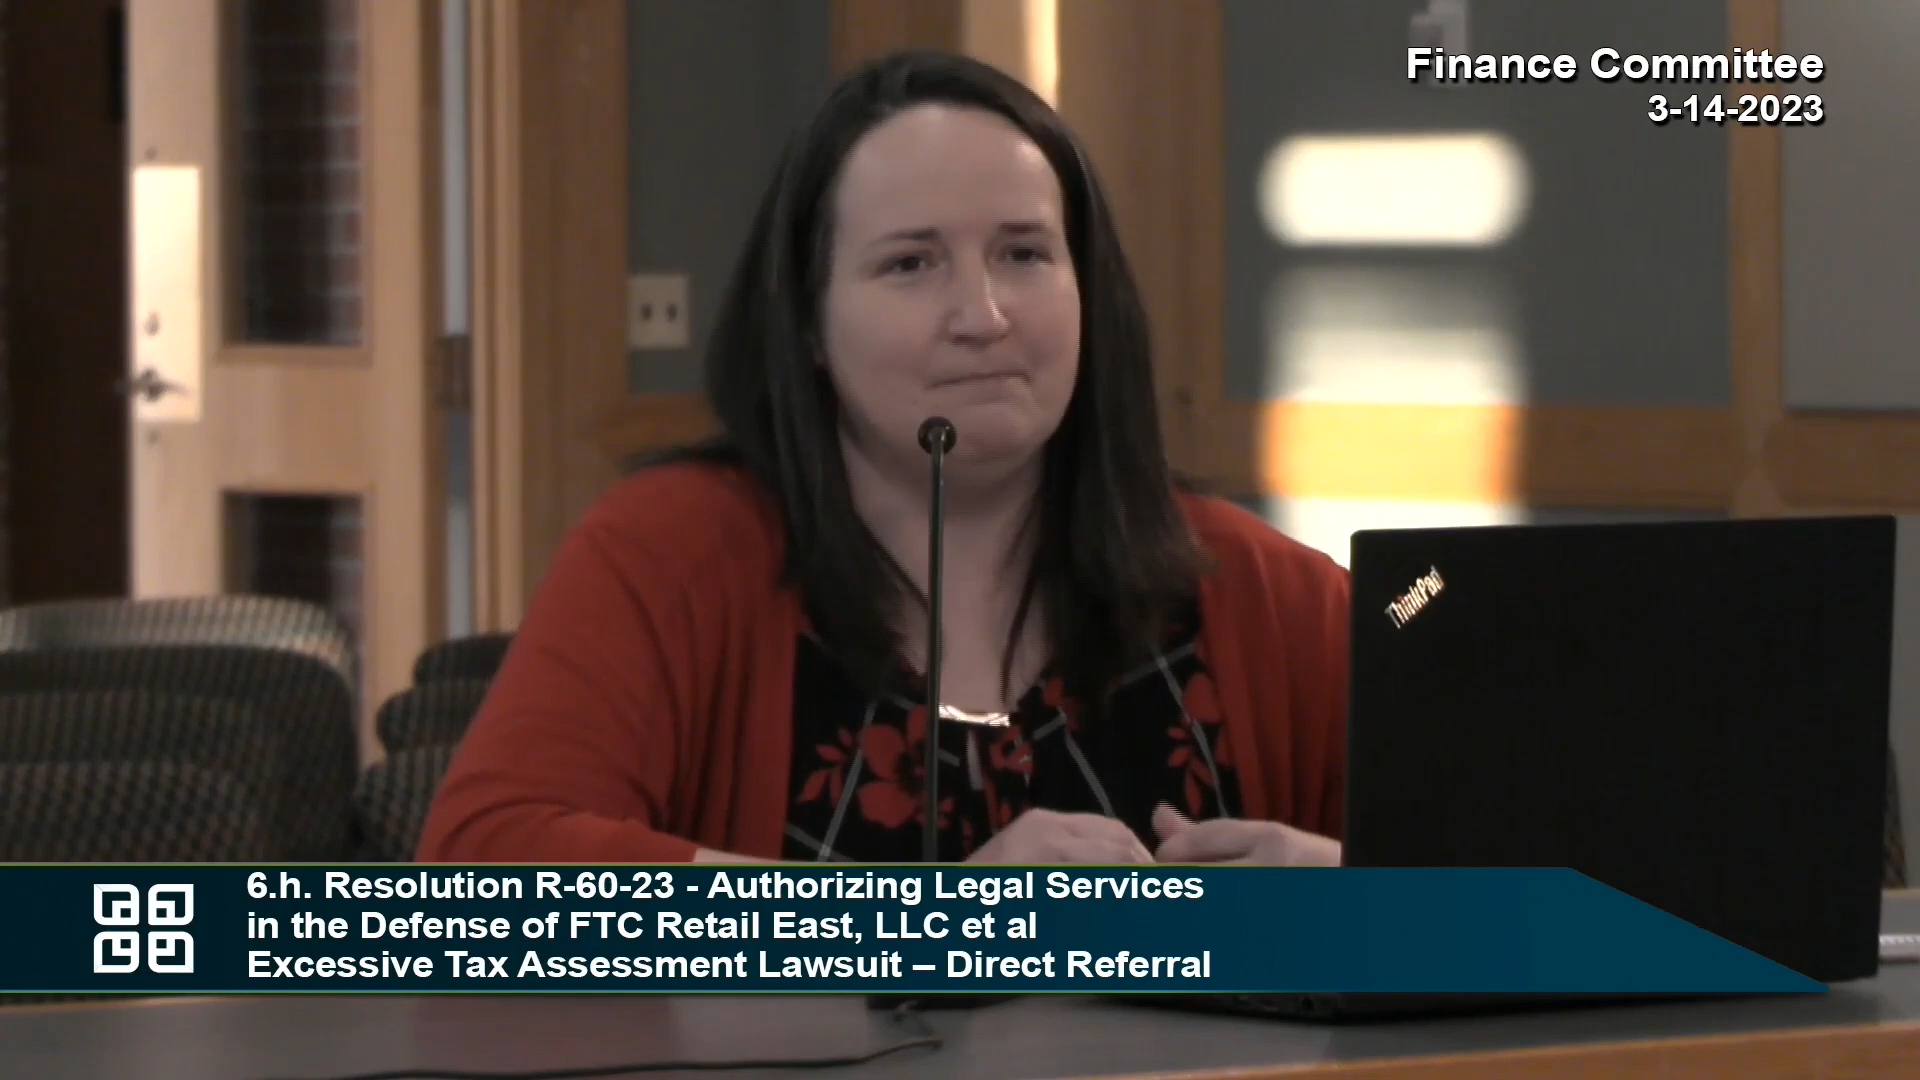 Finance Committee
3-14-2023
ThinkPad
6.h. Resolution R-60-23 - Authorizing Legal Services
in the Defense of FTC Retail East, LLC et al
Excessive Tax Assessment Lawsuit – Direct Referral